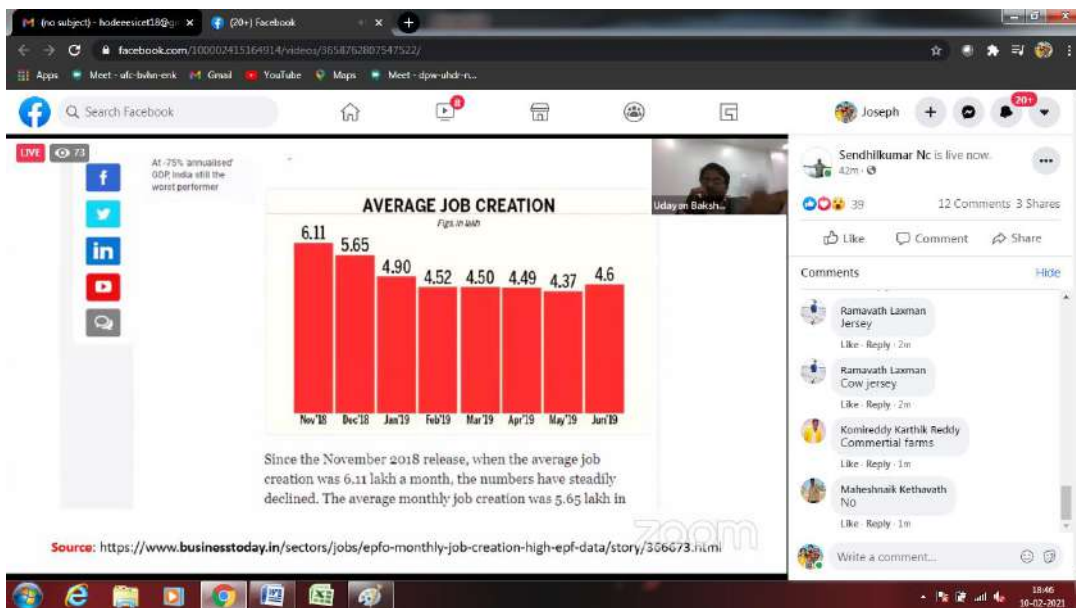 (no subject) - hodeeesicet18@g
(20+) Facebook
facebook.com/100002415164914/videos/3658762807547522/
Apps
Meet - ufc-bvhn-enk
Gmail
YouTube
Maps
Meet - dpw-uhdr-n...
Search Facebook
8
Joseph
20+
LIVE
73
At -75% annualised
GDP, India still the
worst performer
Udayan Baksh...
AVERAGE JOB CREATION
Figs. in lakh
6.11
5.65
4.90
4.52
4.50
4.49
4.37
4.6
Nov'18
Dec'18
Jan'19
Feb'19
Mar'19
Apr'19
May'19
Jun'19
Since the November 2018 release, when the average job
creation was 6.11 lakh a month, the numbers have steadily
declined. The average monthly job creation was 5.65 lakh in
zoom
Source: https://www.businesstoday.in/sectors/jobs/epfo-monthly-job-creation-high-epf-data/story/366673.html
Sendhilkumar Nc is live now.
42m
39
12 Comments 3 Shares
Like
Comment
Share
Comments
Hide
Ramavath Laxman
Jersey
Like · Reply · 2m
Ramavath Laxman
Cow jersey
Like · Reply · 2m
Komireddy Karthik Reddy
Commertial farms
Like · Reply · 1m
Maheshnaik Kethavath
No
Like · Reply · 1m
Write a comment...
18:46
10-02-2021